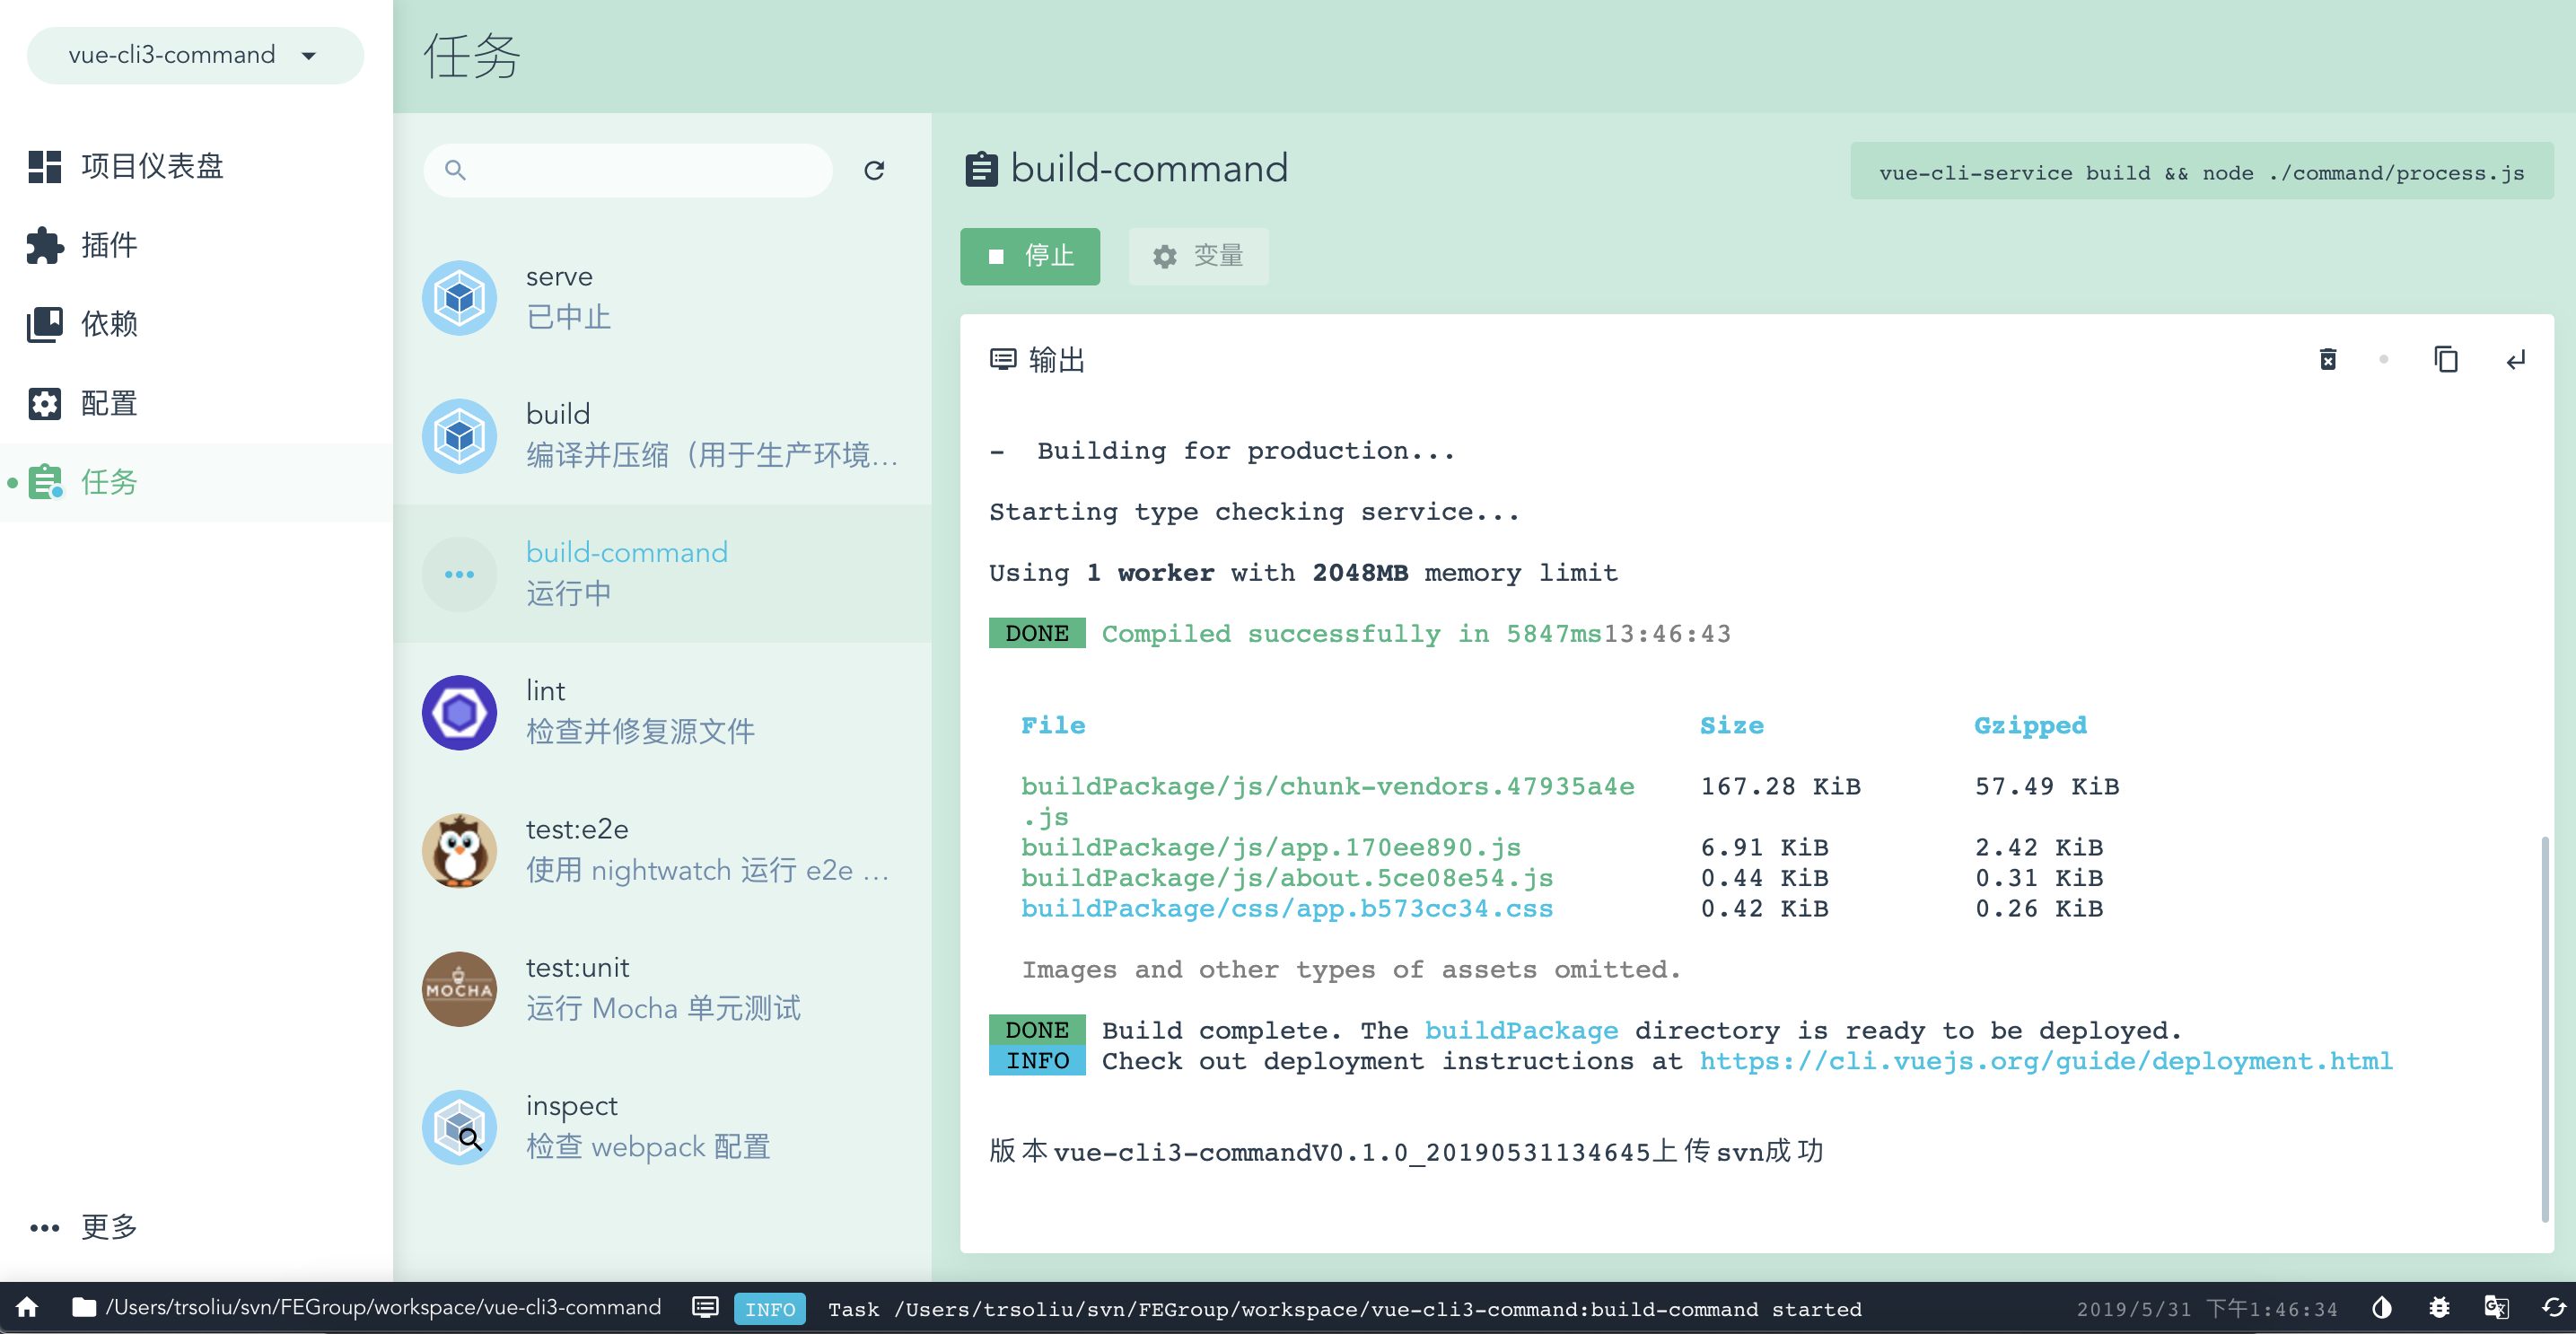 vue-cli3-command
项目仪表盘
插件
依赖
配置
任务
更多
任务
serve
已中止
build
编译并压缩（用于生产环境...
build-command
运行中
lint
检查并修复源文件
test:e2e
使用 nightwatch 运行 e2e ...
MOCHA
test:unit
运行 Mocha 单元测试
inspect
检查 webpack 配置
build-command
vue-cli-service build && node ./command/process.js
停止
变量
输出
-  Building for production...
Starting type checking service...
Using 1 worker with 2048MB memory limit
DONE Compiled successfully in 5847ms13:46:43
File Size Gzipped
buildPackage/js/chunk-vendors.47935a4e 167.28 KiB 57.49 KiB
.js
buildPackage/js/app.170ee890.js 6.91 KiB 2.42 KiB
buildPackage/js/about.5ce08e54.js 0.44 KiB 0.31 KiB
buildPackage/css/app.b573cc34.css 0.42 KiB 0.26 KiB
Images and other types of assets omitted.
DONE Build complete. The buildPackage directory is ready to be deployed.
INFO Check out deployment instructions at https://cli.vuejs.org/guide/deployment.html
版本vue-cli3-commandV0.1.0_20190531134645上传svn成功
/Users/trsoliu/svn/FEGroup/workspace/vue-cli3-command INFO Task /Users/trsoliu/svn/FEGroup/workspace/vue-cli3-command:build-command started 2019/5/31 下午1:46:34